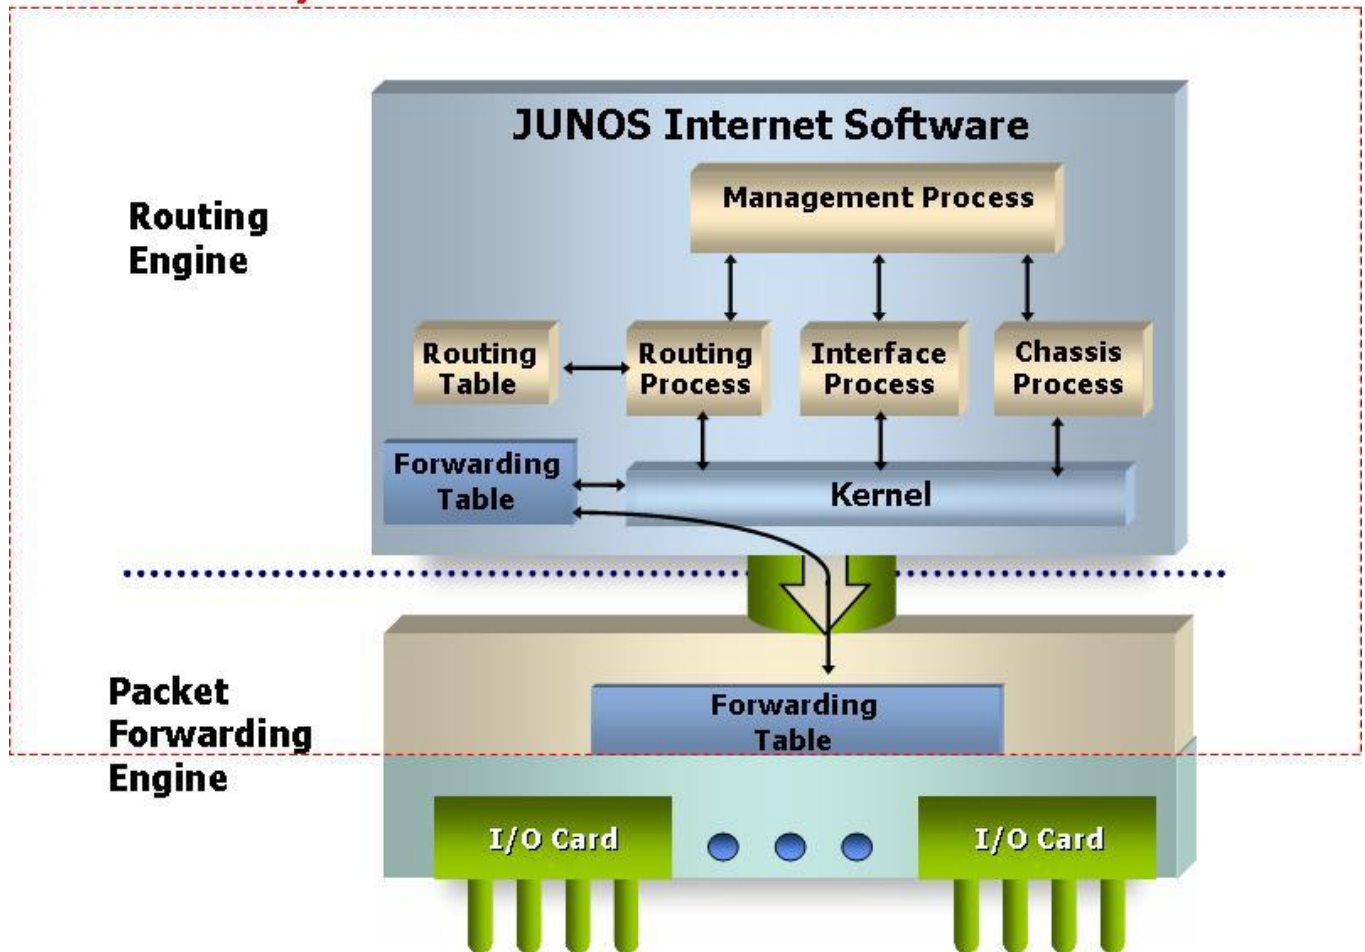 JUNOS Internet Software
Management Process
Routing
Engine
Routing
Table
Routing
Process
Interface
Process
Chassis
Process
Forwarding
Table
Kernel
Packet
Forwarding
Engine
Forwarding
Table
I/O Card
I/O Card